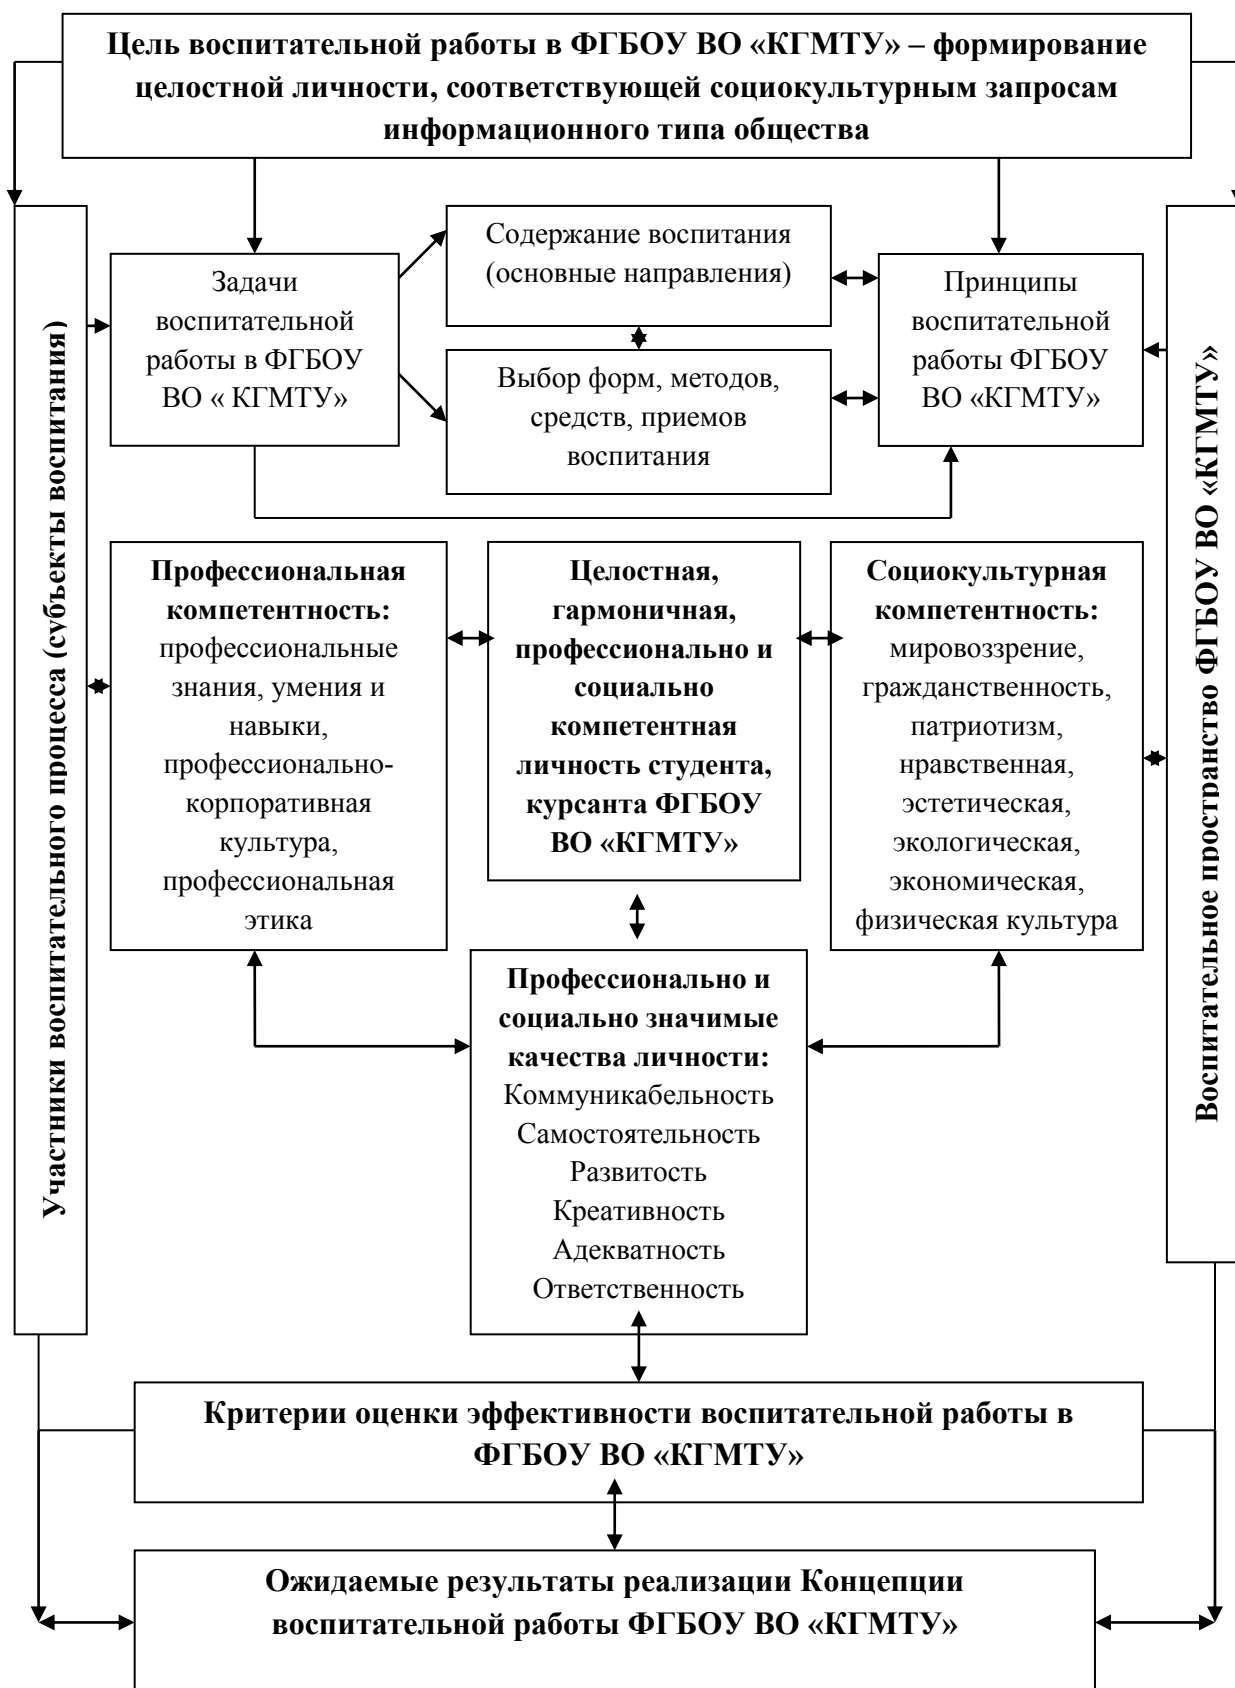 Цель воспитательной работы в ФГБОУ ВО «КГМТУ» – формирование
целостной личности, соответствующей социокультурным запросам
информационного типа общества
Участники воспитательного процесса (субъекты воспитания)
Задачи
воспитательной
работы в ФГБОУ
ВО « КГМТУ»
Содержание воспитания
(основные направления)
Выбор форм, методов,
средств, приемов
воспитания
Принципы
воспитательной
работы ФГБОУ
ВО «КГМТУ»
Воспитательное пространство ФГБОУ ВО «КГМТУ»
Профессиональная
компетентность:
профессиональные
знания, умения и
навыки,
профессионально-
корпоративная
культура,
профессиональная
этика
Целостная,
гармоничная,
профессионально и
социально
компетентная
личность студента,
курсанта ФГБОУ
ВО «КГМТУ»
Социокультурная
компетентность:
мировоззрение,
гражданственность,
патриотизм,
нравственная,
эстетическая,
экологическая,
экономическая,
физическая культура
Профессионально и
социально значимые
качества личности:
Коммуникабельность
Самостоятельность
Развитость
Креативность
Адекватность
Ответственность
Критерии оценки эффективности воспитательной работы в
ФГБОУ ВО «КГМТУ»
Ожидаемые результаты реализации Концепции
воспитательной работы ФГБОУ ВО «КГМТУ»